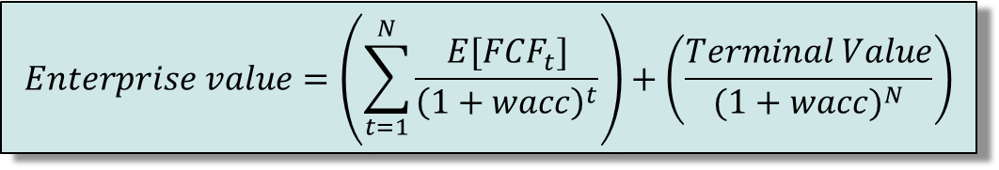 Enterprise value = (∑_{t=1}^{N} E[FCF_t] / (1 + wacc)^t) + (Terminal Value / (1 + wacc)^N)